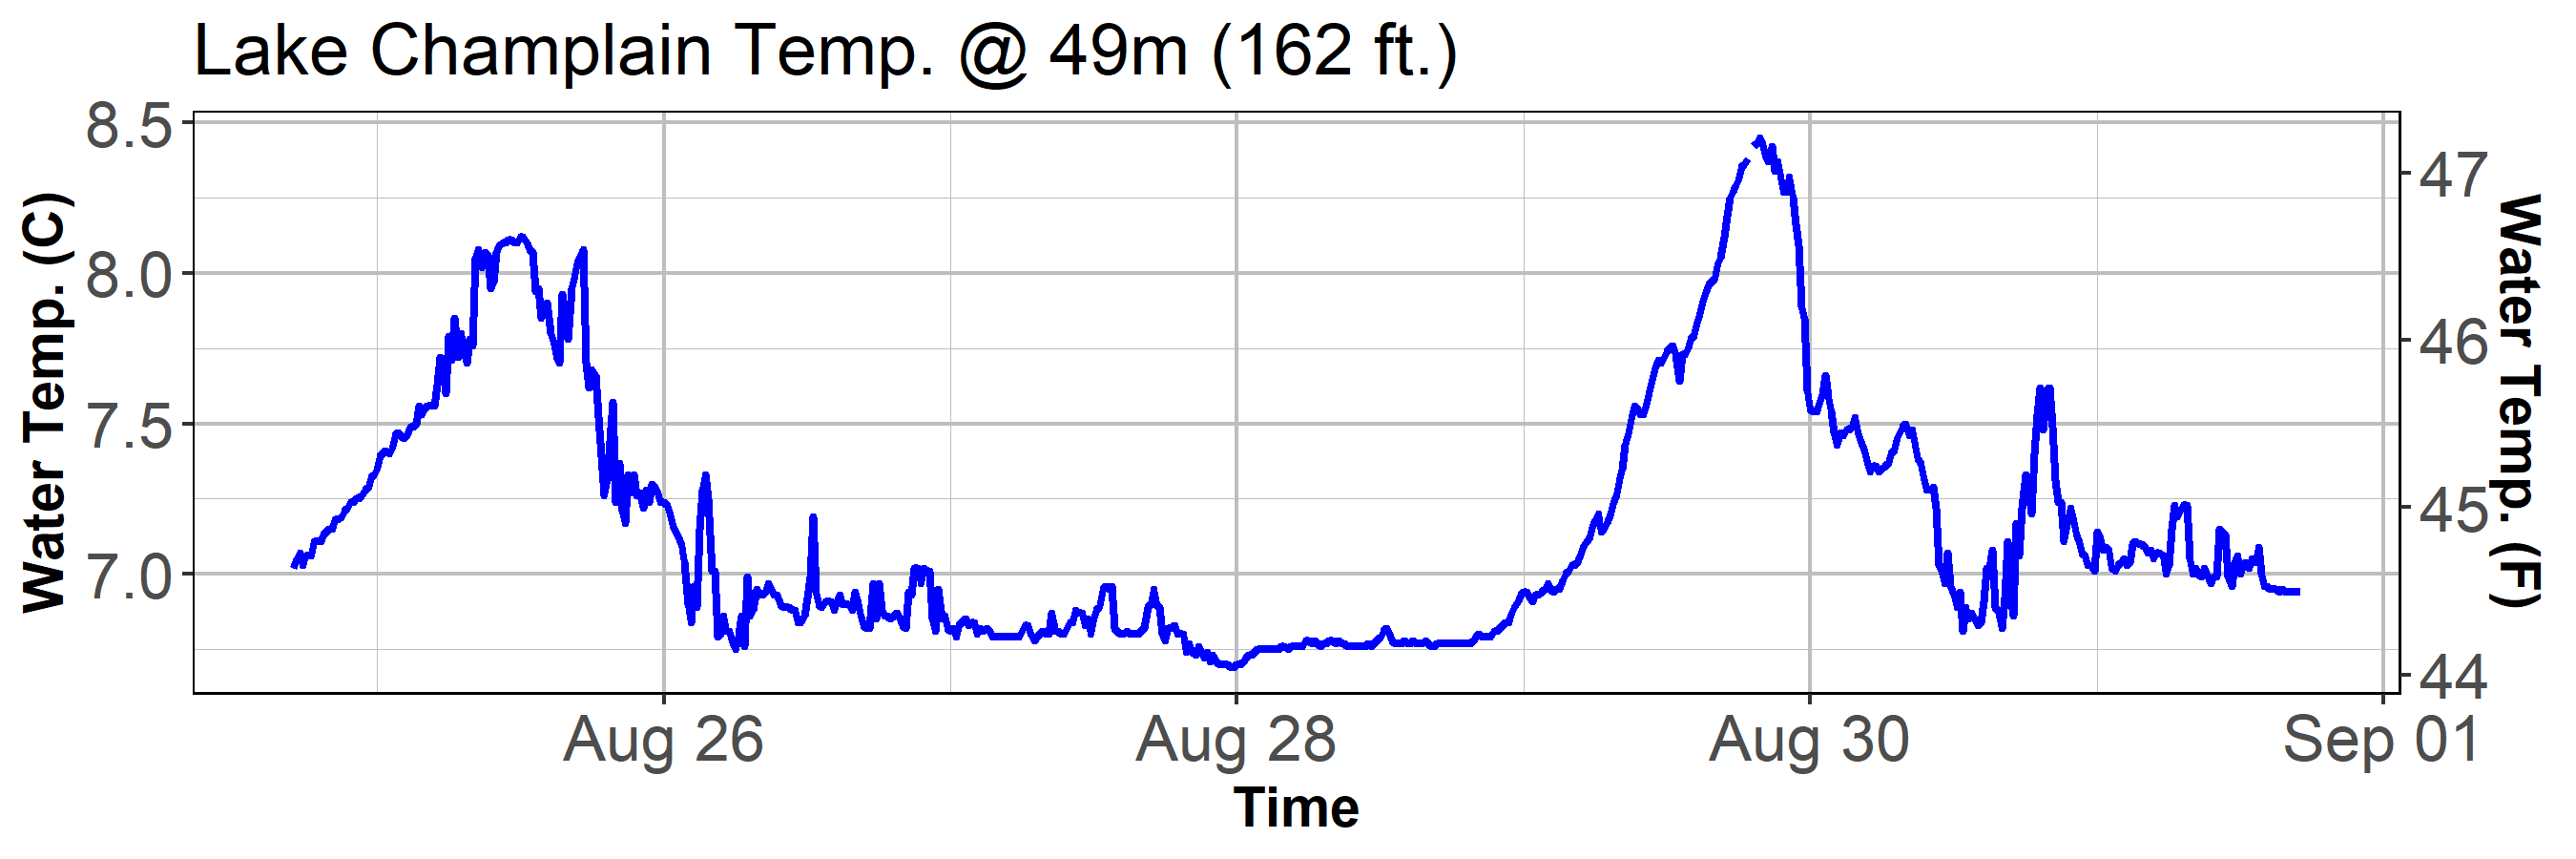 Lake Champlain Temp. @ 49m (162 ft.)
Water Temp. (C)
8.5
8.0
7.5
7.0
47
46
45
44
Water Temp. (F)
Aug 26
Aug 28
Aug 30
Sep 01
Time